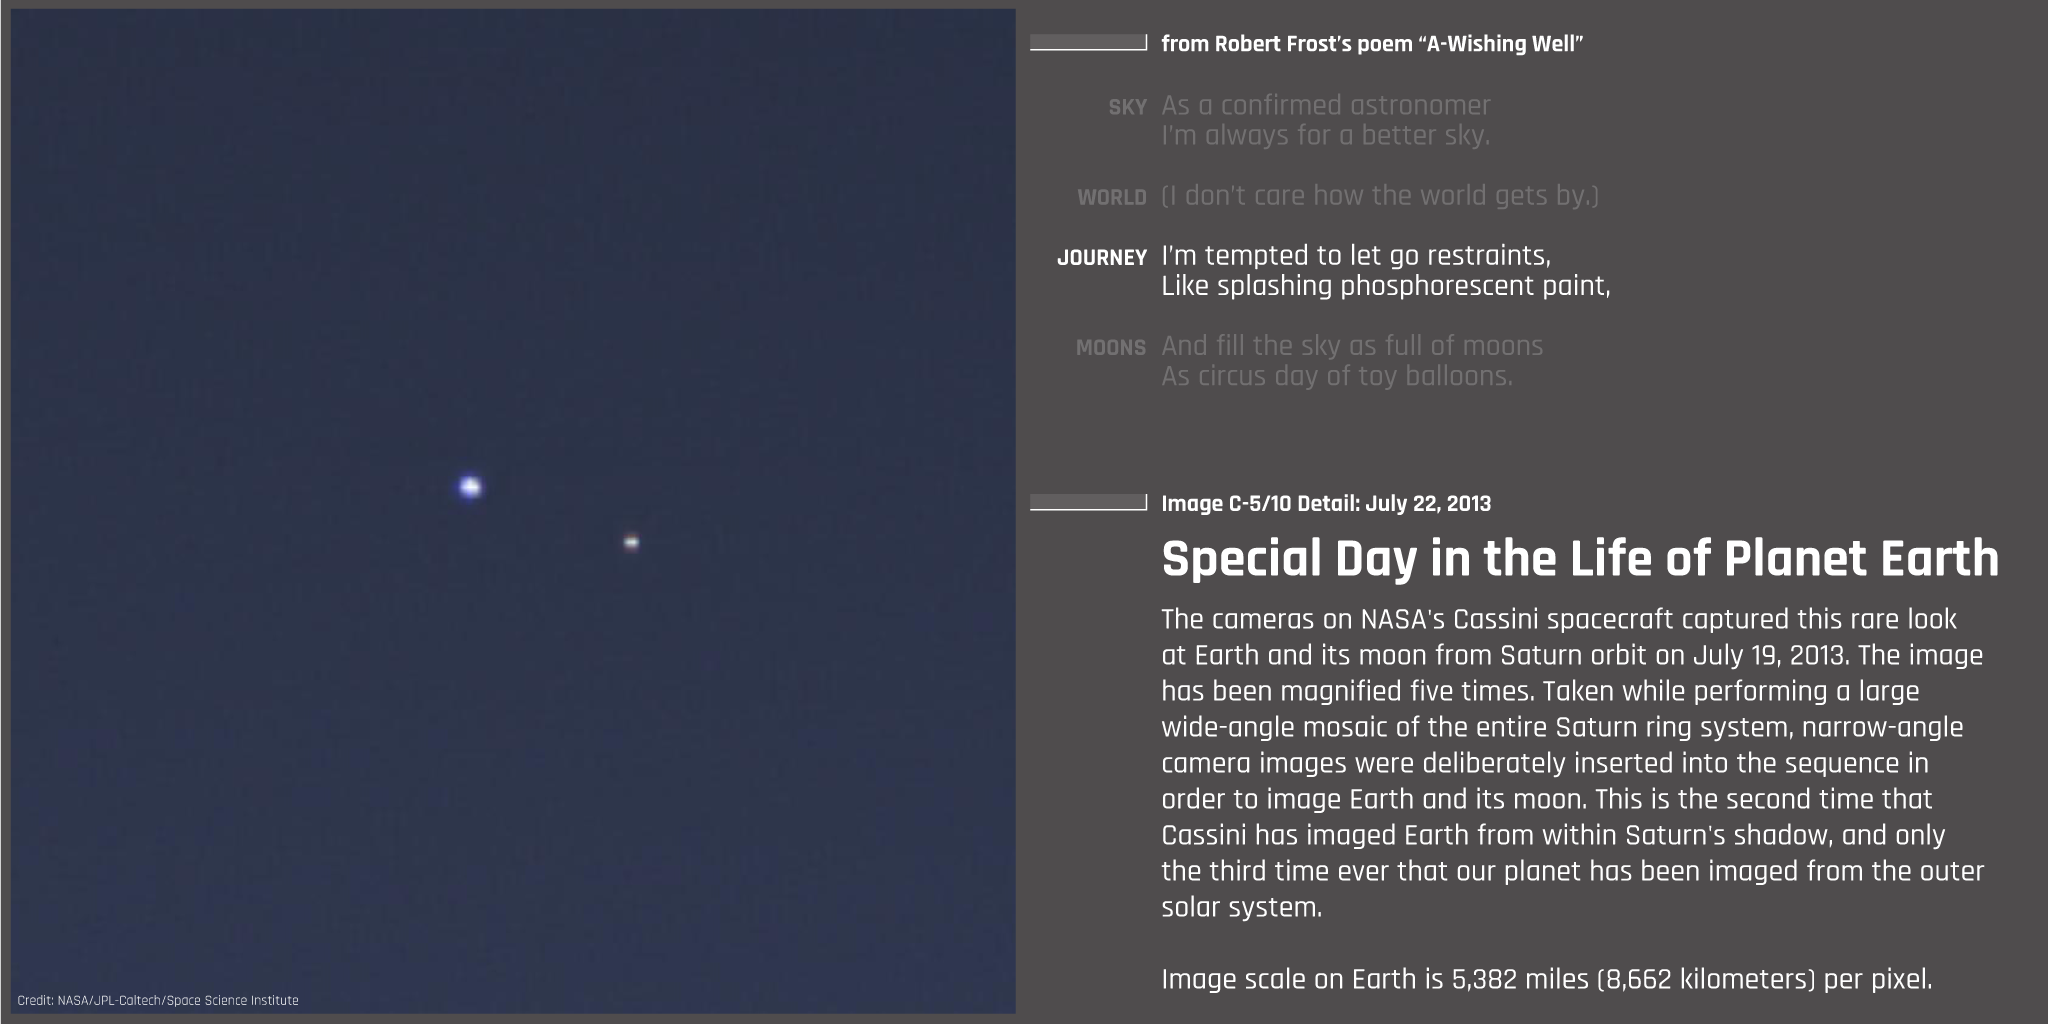 from Robert Frost’s poem “A-Wishing Well”
SKY As a confirmed astronomer
I’m always for a better sky.
WORLD (I don’t care how the world gets by.)
JOURNEY I’m tempted to let go restraints,
Like splashing phosphorescent paint,
MOONS And fill the sky as full of moons
As circus day of toy balloons.
Image C-5/10 Detail: July 22, 2013
Special Day in the Life of Planet Earth
The cameras on NASA's Cassini spacecraft captured this rare look
at Earth and its moon from Saturn orbit on July 19, 2013. The image
has been magnified five times. Taken while performing a large
wide-angle mosaic of the entire Saturn ring system, narrow-angle
camera images were deliberately inserted into the sequence in
order to image Earth and its moon. This is the second time that
Cassini has imaged Earth from within Saturn's shadow, and only
the third time ever that our planet has been imaged from the outer
solar system.
Image scale on Earth is 5,382 miles (8,662 kilometers) per pixel.
Credit: NASA/JPL-Caltech/Space Science Institute